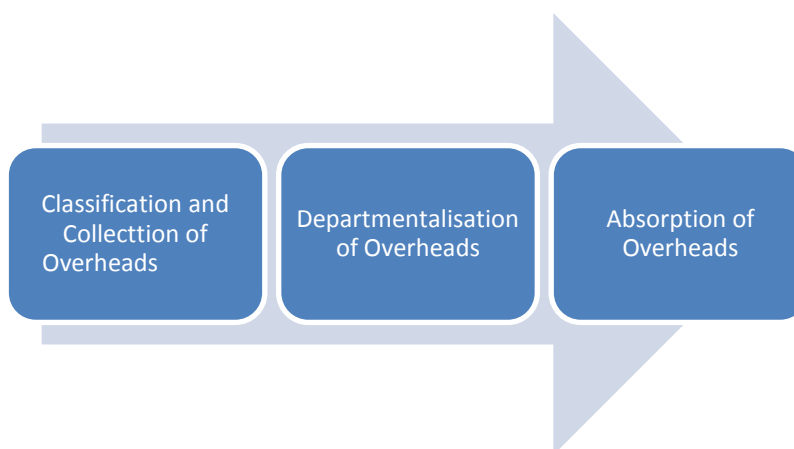 Classification and
Collecttion of
Overheads
Departmentalisation
of Overheads
Absorption of
Overheads